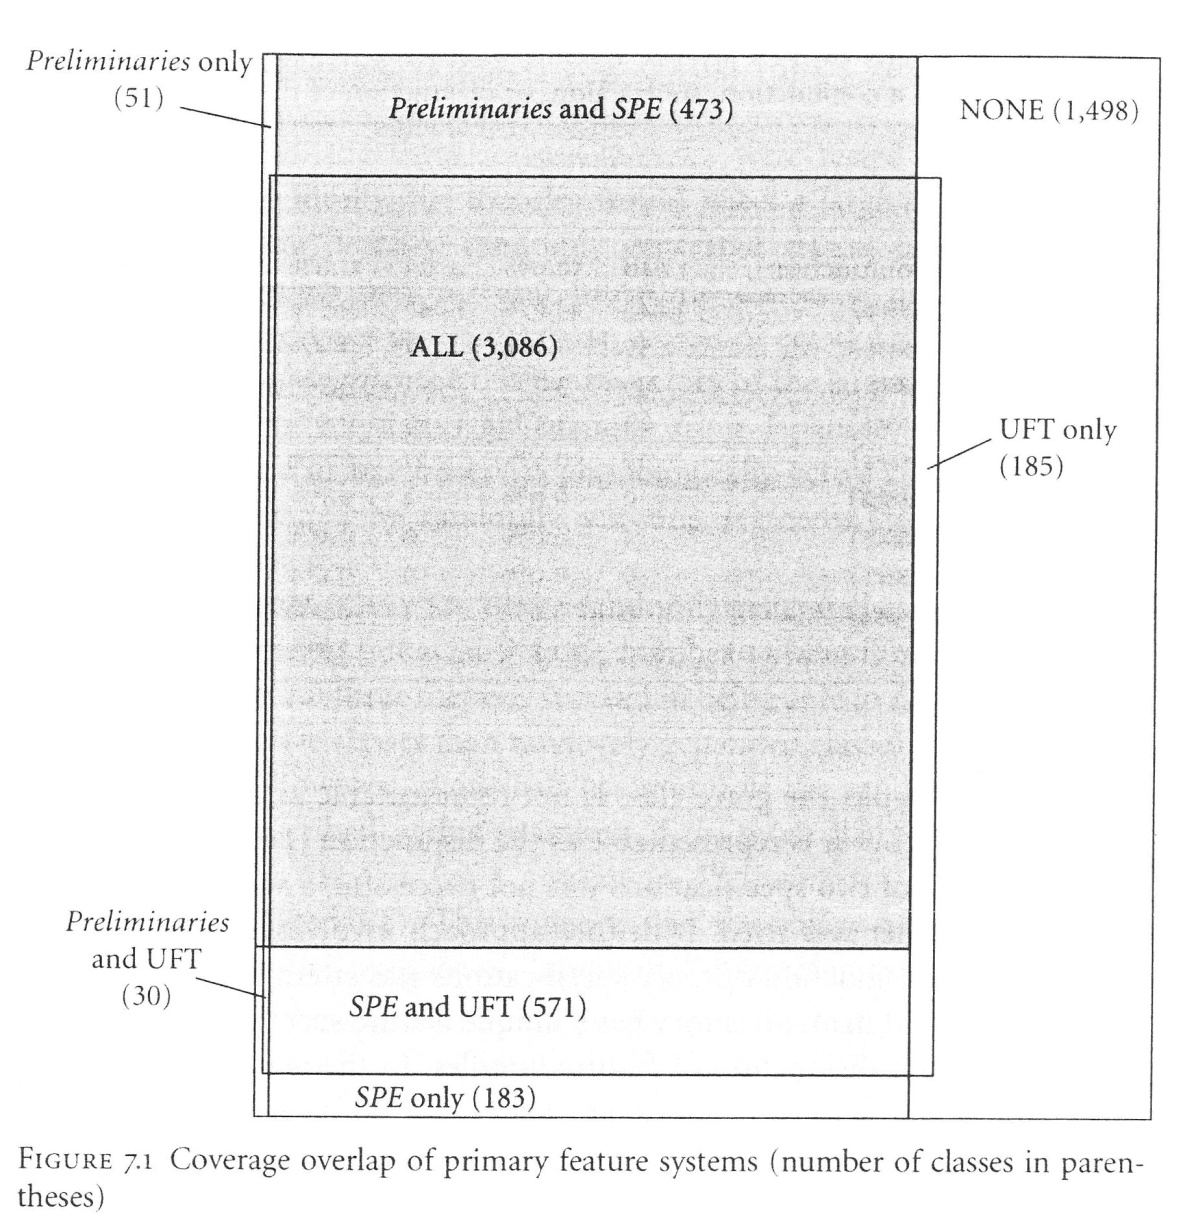 Preliminaries only
(51)
Preliminaries and SPE (473)
NONE (1,498)
ALL (3,086)
UFT only
(185)
Preliminaries
and UFT
(30)
SPE and UFT (571)
SPE only (183)
FIGURE 7.1 Coverage overlap of primary feature systems (number of classes in paren-
theses)